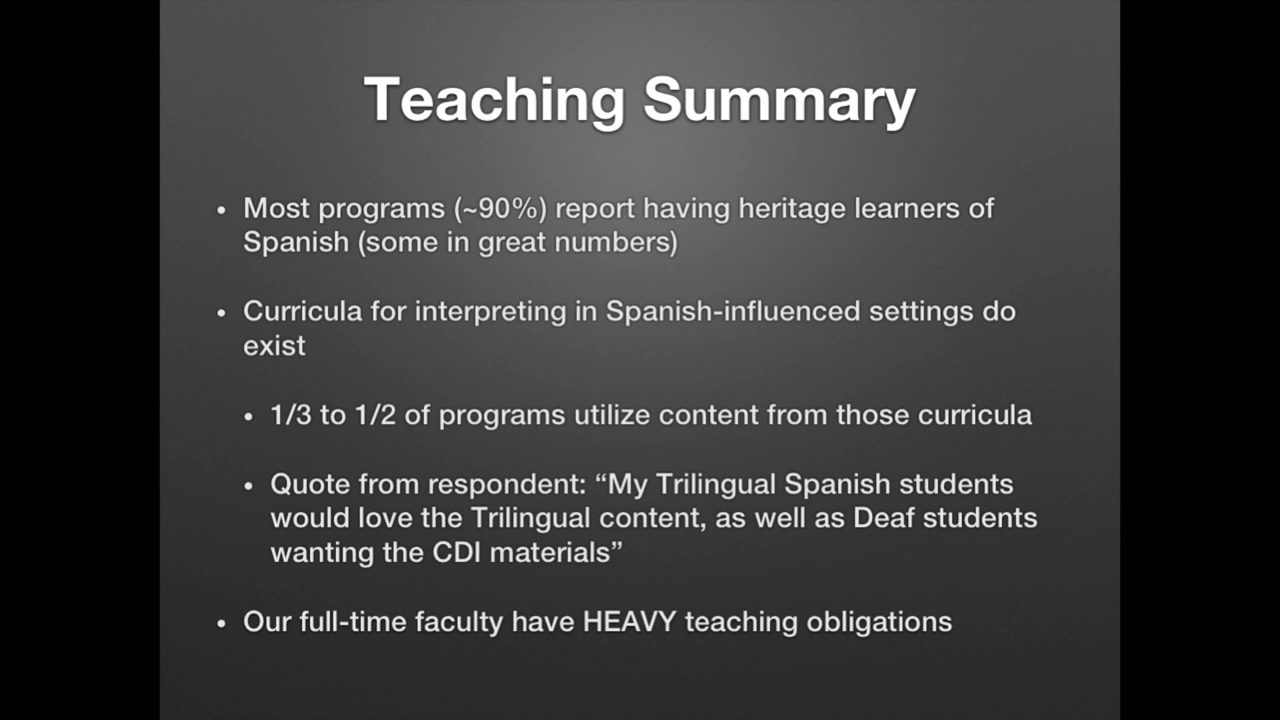 Teaching Summary
• Most programs (~90%) report having heritage learners of
Spanish (some in great numbers)
• Curricula for interpreting in Spanish-influenced settings do
exist
• 1/3 to 1/2 of programs utilize content from those curricula
• Quote from respondent: “My Trilingual Spanish students
would love the Trilingual content, as well as Deaf students
wanting the CDI materials”
• Our full-time faculty have HEAVY teaching obligations